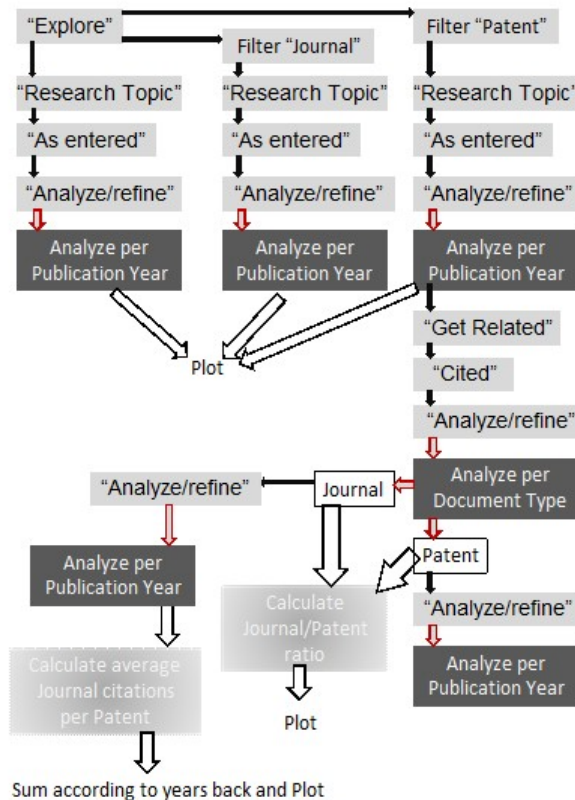 “Explore”
Filter “Journal”
Filter “Patent”
“Research Topic”
“Research Topic”
“Research Topic”
“As entered”
“As entered”
“As entered”
“Analyze/refine”
“Analyze/refine”
“Analyze/refine”
Analyze per
Publication Year
Analyze per
Publication Year
Analyze per
Publication Year
Plot
“Get Related”
“Cited”
“Analyze/refine”
“Analyze/refine”
Journal
Analyze per
Document Type
Analyze per
Publication Year
Patent
Calculate
Journal/Patent
ratio
“Analyze/refine”
Calculate average
Journal citations
per Patent
Analyze per
Publication Year
Plot
Sum according to years back and Plot